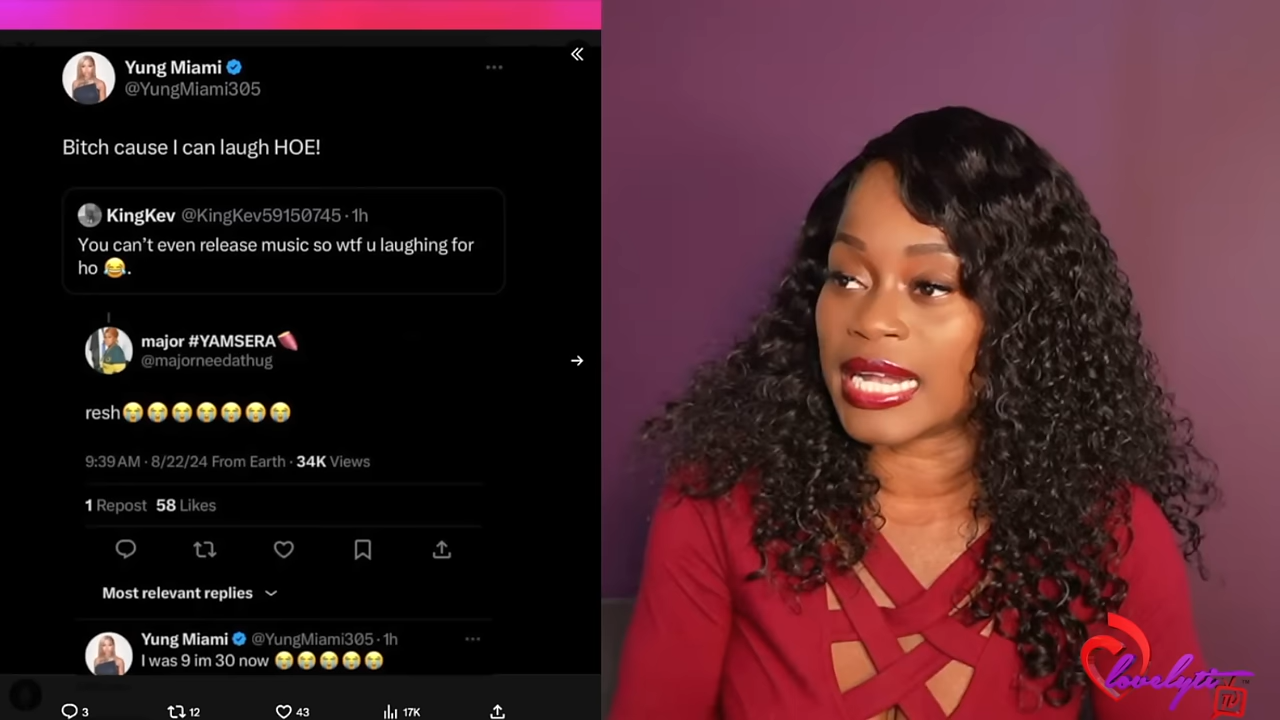 Yung Miami
@YungMiami305
Bitch cause I can laugh HOE!
KingKev @KingKev59150745 · 1h
You can't even release music so wtf u laughing for
ho 😂.
major #YAMSERA🍠
@majorneedathug
resh😭😭😭😭😭😭😭
9:39 AM · 8/22/24 From Earth · 34K Views
1 Repost 58 Likes
Most relevant replies
Yung Miami @YungMiami305 · 1h
I was 9 im 30 now 😭😭😭😭😭
3 12 43 17K
lovelyti
TV